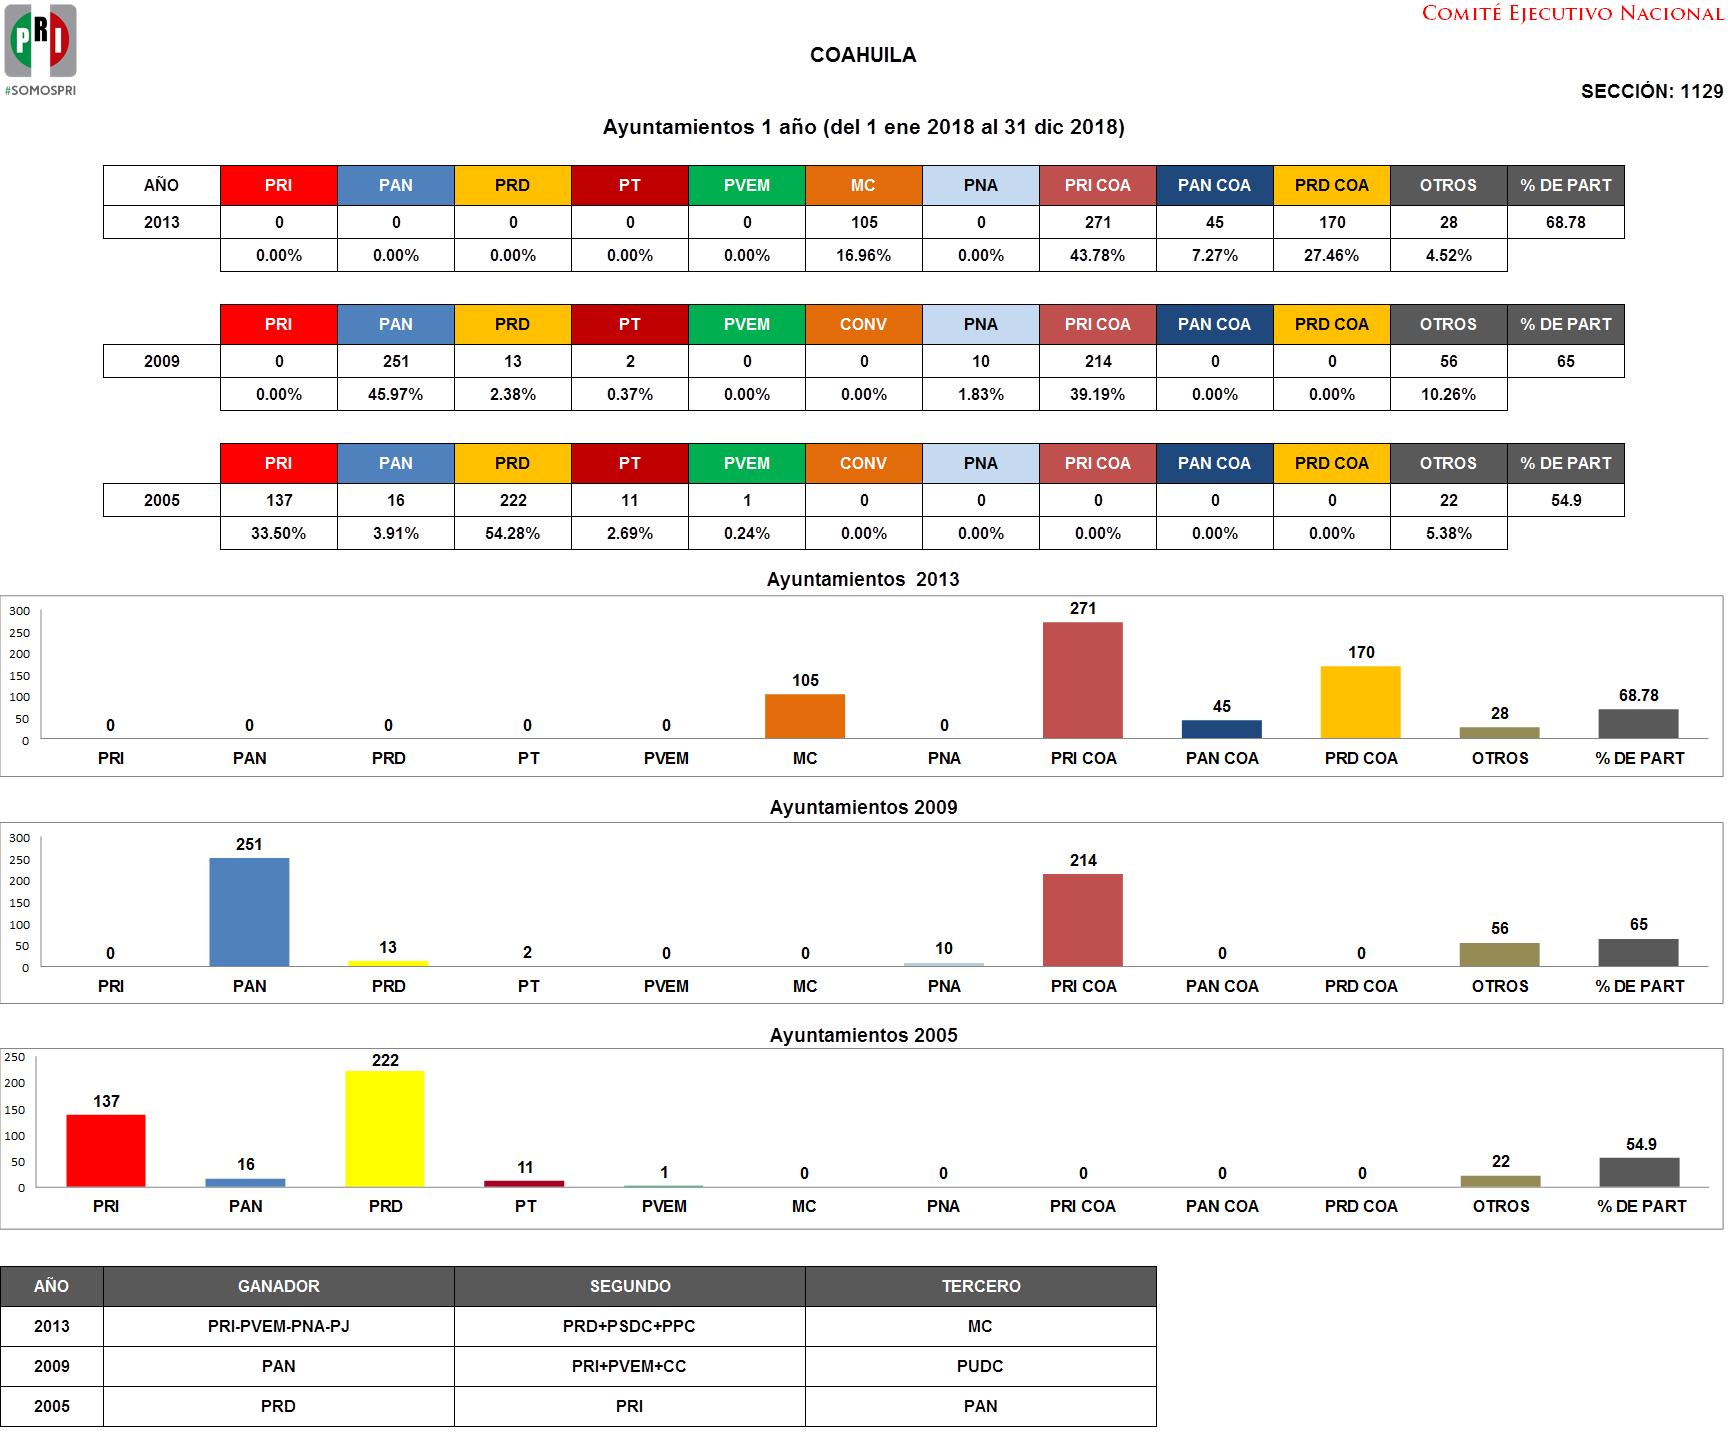 COMITÉ EJECUTIVO NACIONAL
PRI
#SOMOSPRI
COAHUILA
SECCIÓN: 1129
Ayuntamientos 1 año (del 1 ene 2018 al 31 dic 2018)
AÑO PRI PAN PRD PT PVEM MC PNA PRI COA PAN COA PRD COA OTROS % DE PART
2013 0 0 0 0 0 105 0 271 45 170 28 68.78
0.00% 0.00% 0.00% 0.00% 0.00% 16.96% 0.00% 43.78% 7.27% 27.46% 4.52%
PRI PAN PRD PT PVEM CONV PNA PRI COA PAN COA PRD COA OTROS % DE PART
2009 0 251 13 2 0 0 10 214 0 0 56 65
0.00% 45.97% 2.38% 0.37% 0.00% 0.00% 1.83% 39.19% 0.00% 0.00% 10.26%
PRI PAN PRD PT PVEM CONV PNA PRI COA PAN COA PRD COA OTROS % DE PART
2005 137 16 222 11 1 0 0 0 0 0 22 54.9
33.50% 3.91% 54.28% 2.69% 0.24% 0.00% 0.00% 0.00% 0.00% 0.00% 5.38%
Ayuntamientos 2013
300
250
200
150
100
50
0
0 0 0 0 0 105 0 271 45 170 28 68.78
PRI PAN PRD PT PVEM MC PNA PRI COA PAN COA PRD COA OTROS % DE PART
Ayuntamientos 2009
300
250
200
150
100
50
0
0 251 13 2 0 0 10 214 0 0 56 65
PRI PAN PRD PT PVEM MC PNA PRI COA PAN COA PRD COA OTROS % DE PART
Ayuntamientos 2005
250
200
150
100
50
0
137 16 222 11 1 0 0 0 0 0 22 54.9
PRI PAN PRD PT PVEM MC PNA PRI COA PAN COA PRD COA OTROS % DE PART
AÑO GANADOR SEGUNDO TERCERO
2013 PRI-PVEM-PNA-PJ PRD+PSDC+PPC MC
2009 PAN PRI+PVEM+CC PUDC
2005 PRD PRI PAN